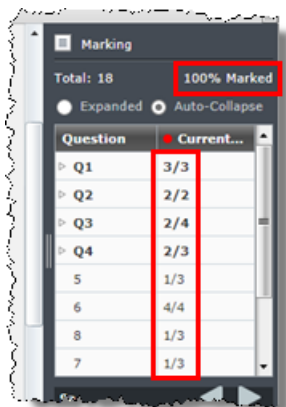 Marking
Total: 18 100% Marked
Expanded Auto-Collapse
Question Current...
Q1 3/3
Q2 2/2
Q3 2/4
Q4 2/3
5 1/3
6 4/4
8 1/3
7 1/3